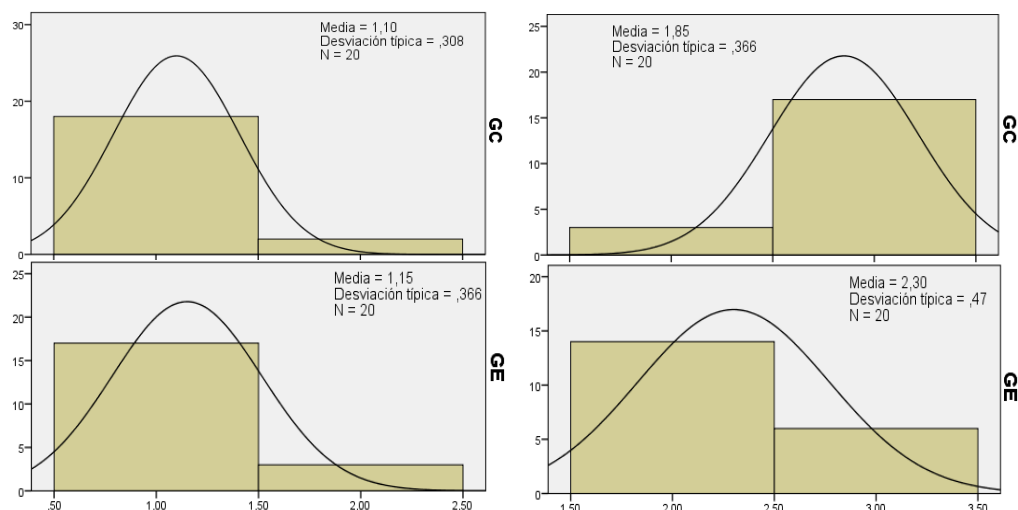 Media = 1,10
Desviación típica = ,308
N = 20
30
20
10
0
GC
Media = 1,85
Desviación típica = ,366
N = 20
25
20
15
10
5
0
GC
Media = 1,15
Desviación típica = ,366
N = 20
25
20
15
10
5
0
GE
.50 1.00 1.50 2.00 2.50
Media = 2,30
Desviación típica = ,47
N = 20
20
15
10
5
0
GE
1.50 2.00 2.50 3.00 3.50